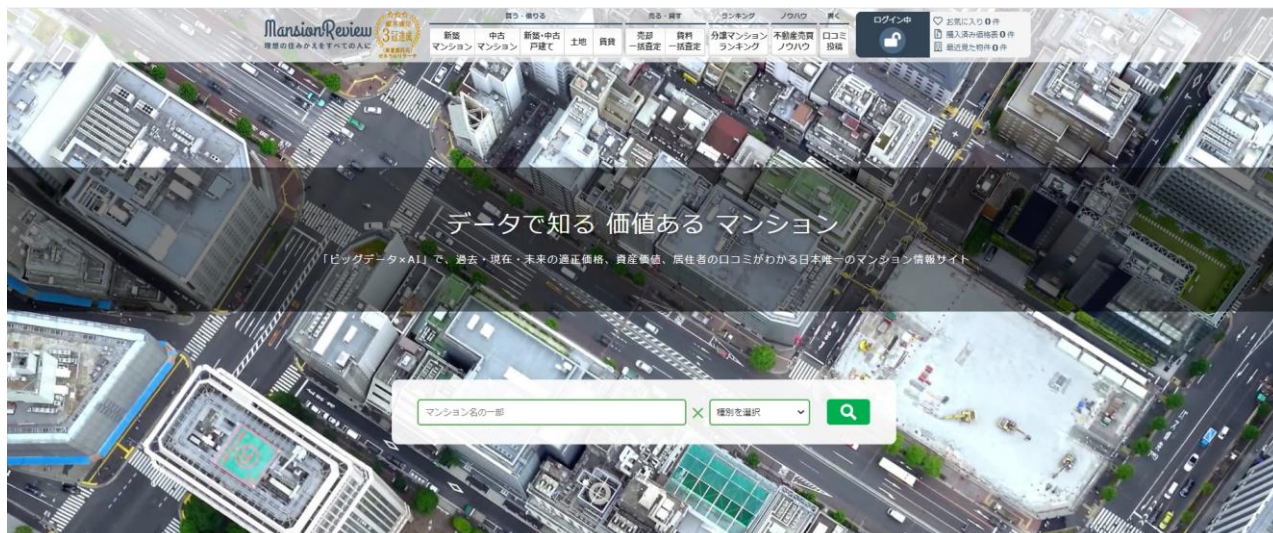 MansionReview
理想の住みかえをすべての人に
買う・借りる
売る・貸す
ランキング
ノウハウ
書く
新築
マンション
中古
マンション
新築・中古
戸建て
土地
賃貸
売却
一括査定
賃料
一括査定
分譲マンション
ランキング
不動産売買
ノウハウ
口コミ
投稿
ログイン中
お気に入り 0 件
購入済み価格表 0 件
最近見た物件 0 件
データで知る 価値ある マンション
「ビッグデータ×AI」で、過去・現在・未来の適正価格、資産価値、居住者の口コミがわかる日本唯一のマンション情報サイト
マンション名の一部
種別を選択